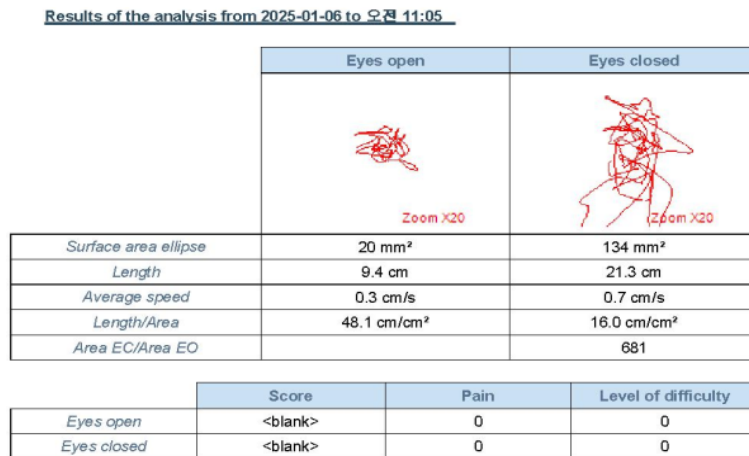 Results of the analysis from 2025-01-06 to 오전 11:05
Eyes open Eyes closed
Zoom X20 Zoom X20
Surface area ellipse 20 mm² 134 mm²
Length 9.4 cm 21.3 cm
Average speed 0.3 cm/s 0.7 cm/s
Length/Area 48.1 cm/cm² 16.0 cm/cm²
Area EC/Area EO 681
Score Pain Level of difficulty
Eyes open <blank> 0 0
Eyes closed <blank> 0 0